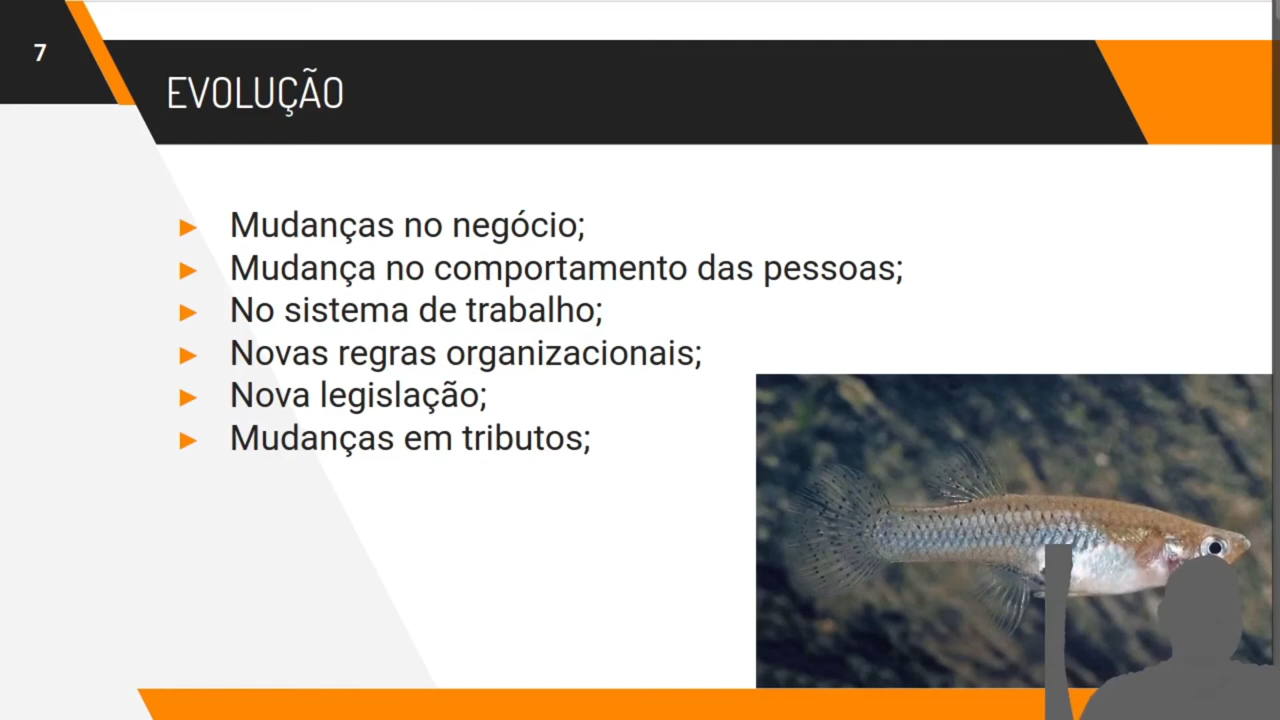 7
EVOLUÇÃO
► Mudanças no negócio;
► Mudança no comportamento das pessoas;
► No sistema de trabalho;
► Novas regras organizacionais;
► Nova legislação;
► Mudanças em tributos;